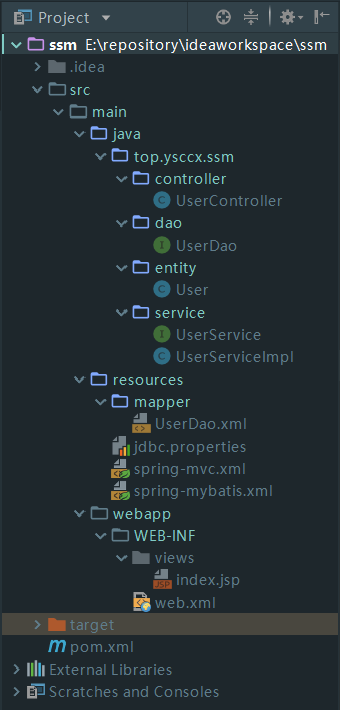 Project
ssm E:\repository\ideaworkspace\ssm
.idea
src
main
java
top.ysccx.ssm
controller
UserController
dao
UserDao
entity
User
service
UserService
UserServiceImpl
resources
mapper
UserDao.xml
jdbc.properties
spring-mvc.xml
spring-mybatis.xml
webapp
WEB-INF
views
index.jsp
web.xml
target
pom.xml
External Libraries
Scratches and Consoles